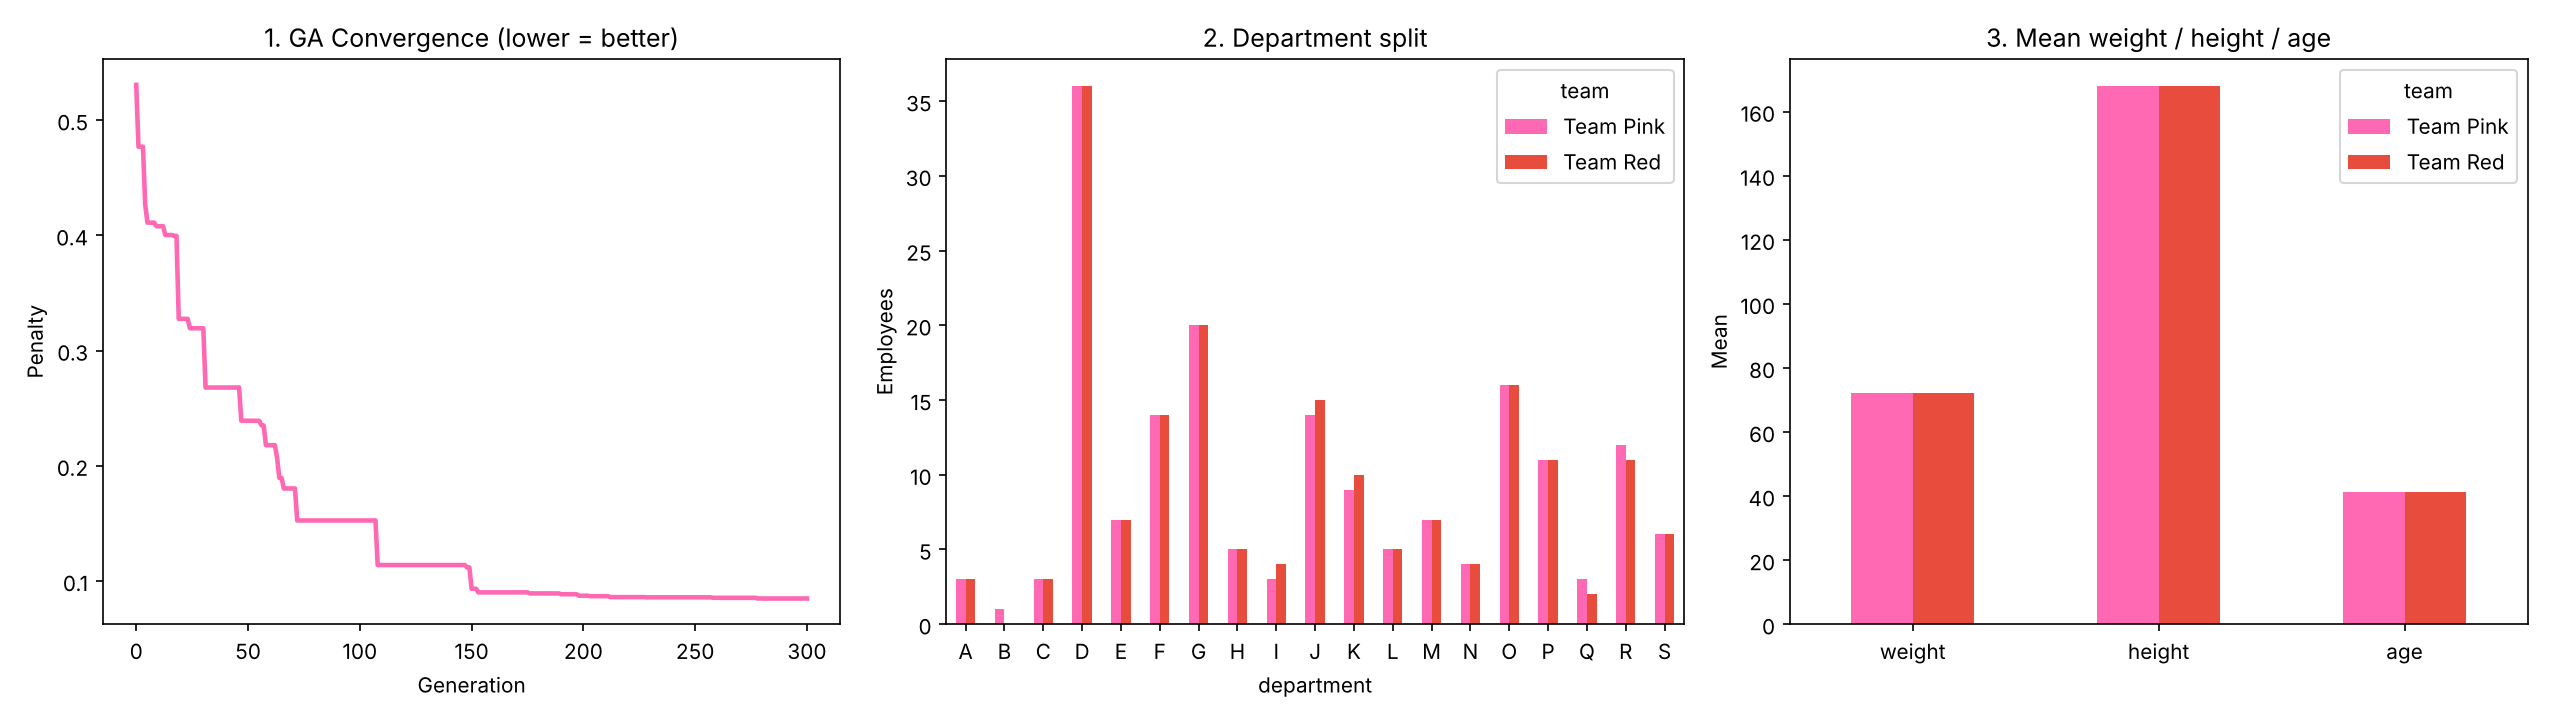 1. GA Convergence (lower = better)
0.5
0.4
0.3
0.2
0.1
Penalty
0 50 100 150 200 250 300
Generation
2. Department split
35
30
25
20
15
10
5
0
Employees
team
Team Pink
Team Red
A B C D E F G H I J K L M N O P Q R S
department
3. Mean weight / height / age
160
140
120
100
80
60
40
20
0
Mean
team
Team Pink
Team Red
weight height age